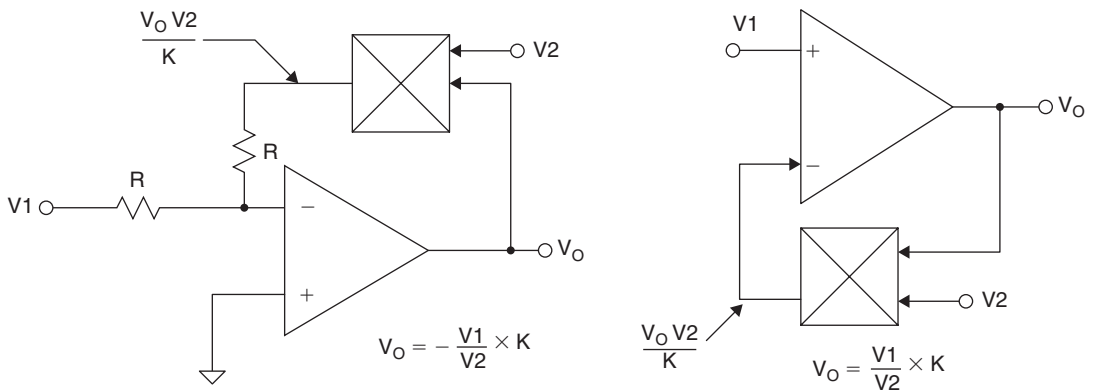 V_O V2
K
V2
R
R
V1
−
+
V_O
V_O = − V1/V2 × K
V1
+
−
V_O
V2
V_O V2
K
V_O = V1/V2 × K